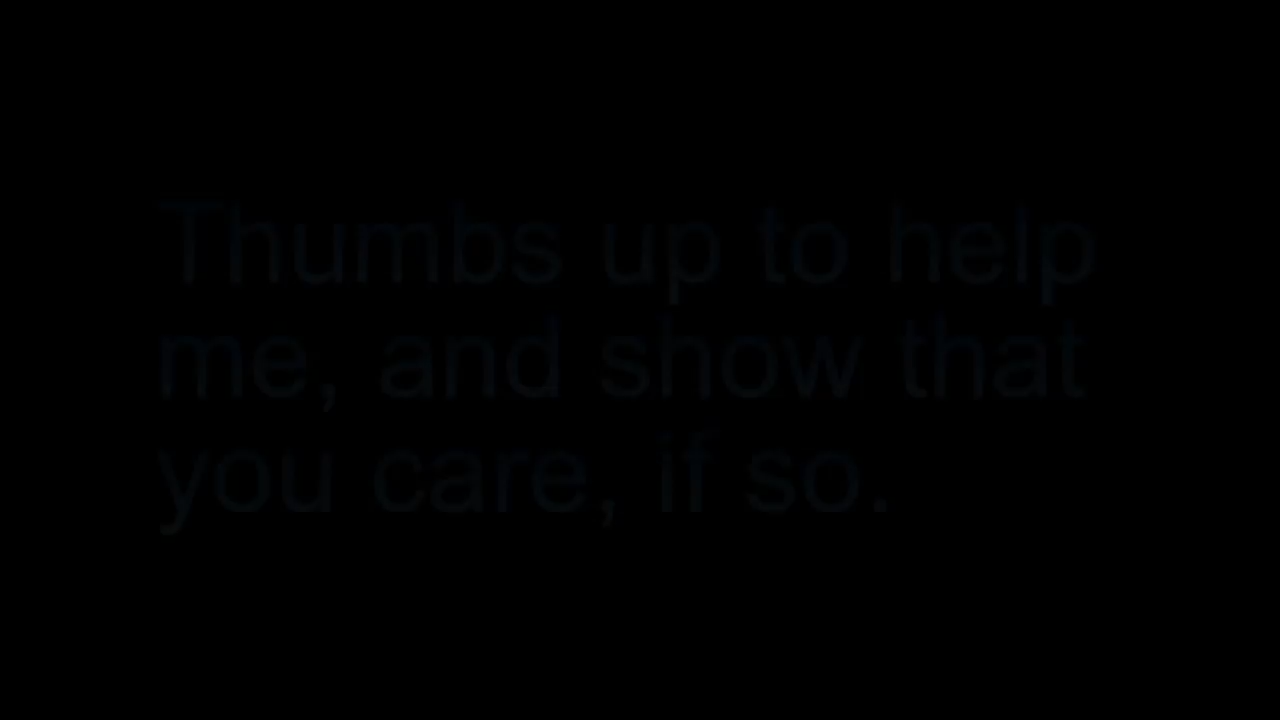 Thumbs up to help
me, and show that
you care, if so.